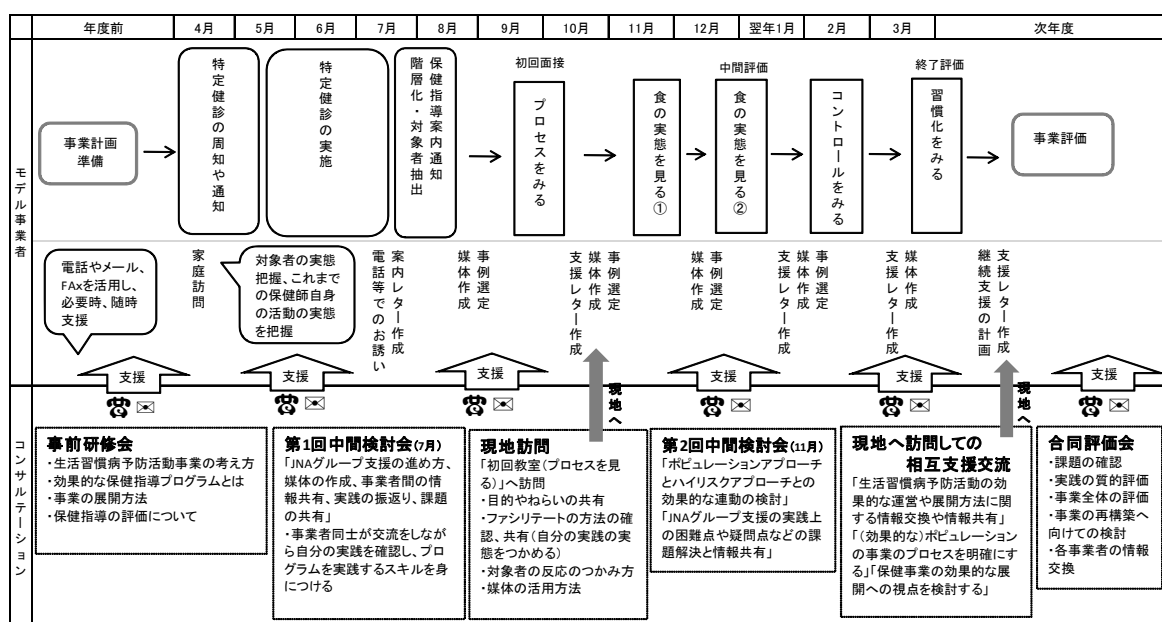 年度前 4月 5月 6月 7月 8月 9月 10月 11月 12月 翌年1月 2月 3月 次年度
モデル事業者
事業計画
準備
特定健診の周知や通知
特定健診の実施
保健指導案内通知
階層化・対象者抽出
初回面接
プロセスをみる
食の実態を見る①
中間評価
食の実態を見る②
コントロールをみる
終了評価
習慣化をみる
事業評価
電話やメール、
FAxを活用し、
必要時、随時
支援
家庭訪問
対象者の実態
把握、これまで
の保健師自身
の活動の実態
を把握
案内レター作成
電話等でのお誘い
事例選定
媒体作成
事例選定
媒体作成
支援レター作成
事例選定
媒体作成
媒体作成
支援レター作成
事例選定
媒体作成
媒体作成
支援レター作成
支援レター作成
継続支援の計画
支援
支援
支援
支援
支援
支援
現地へ
現地へ
コンサルテーション
事前研修会
・生活習慣病予防活動事業の考え方
・効果的な保健指導プログラムとは
・事業の展開方法
・保健指導の評価について
第1回中間検討会(7月)
「JNAグループ支援の進め方、
媒体の作成、事業者間の情
報共有、実践の振返り、課題
の共有」
・事業者同士が交流をしなが
ら自分の実践を確認し、プロ
グラムを実践するスキルを身
につける
現地訪問
「初回教室(プロセスを見
る)」へ訪問
・目的やねらいの共有
・ファシリテートの方法の確
認、共有(自分の実践の実
態をつかめる)
・対象者の反応のつかみ方
・媒体の活用方法
第2回中間検討会(11月)
「ポピュレーションアプローチ
とハイリスクアプローチとの
効果的な連動の検討」
「JNAグループ支援の実践上
の困難点や疑問点などの課
題解決と情報共有」
現地へ訪問しての
相互支援交流
「生活習慣病予防活動の効
果的な運営や展開方法に関
する情報交換や情報共有」
「(効果的な)ポピュレーション
の事業のプロセスを明確にす
る」「保健事業の効果的な展
開への視点を検討する」
合同評価会
・課題の確認
・実践の質的評価
・事業全体の評価
・事業の再構築へ
向けての検討
・各事業者の情報
交換